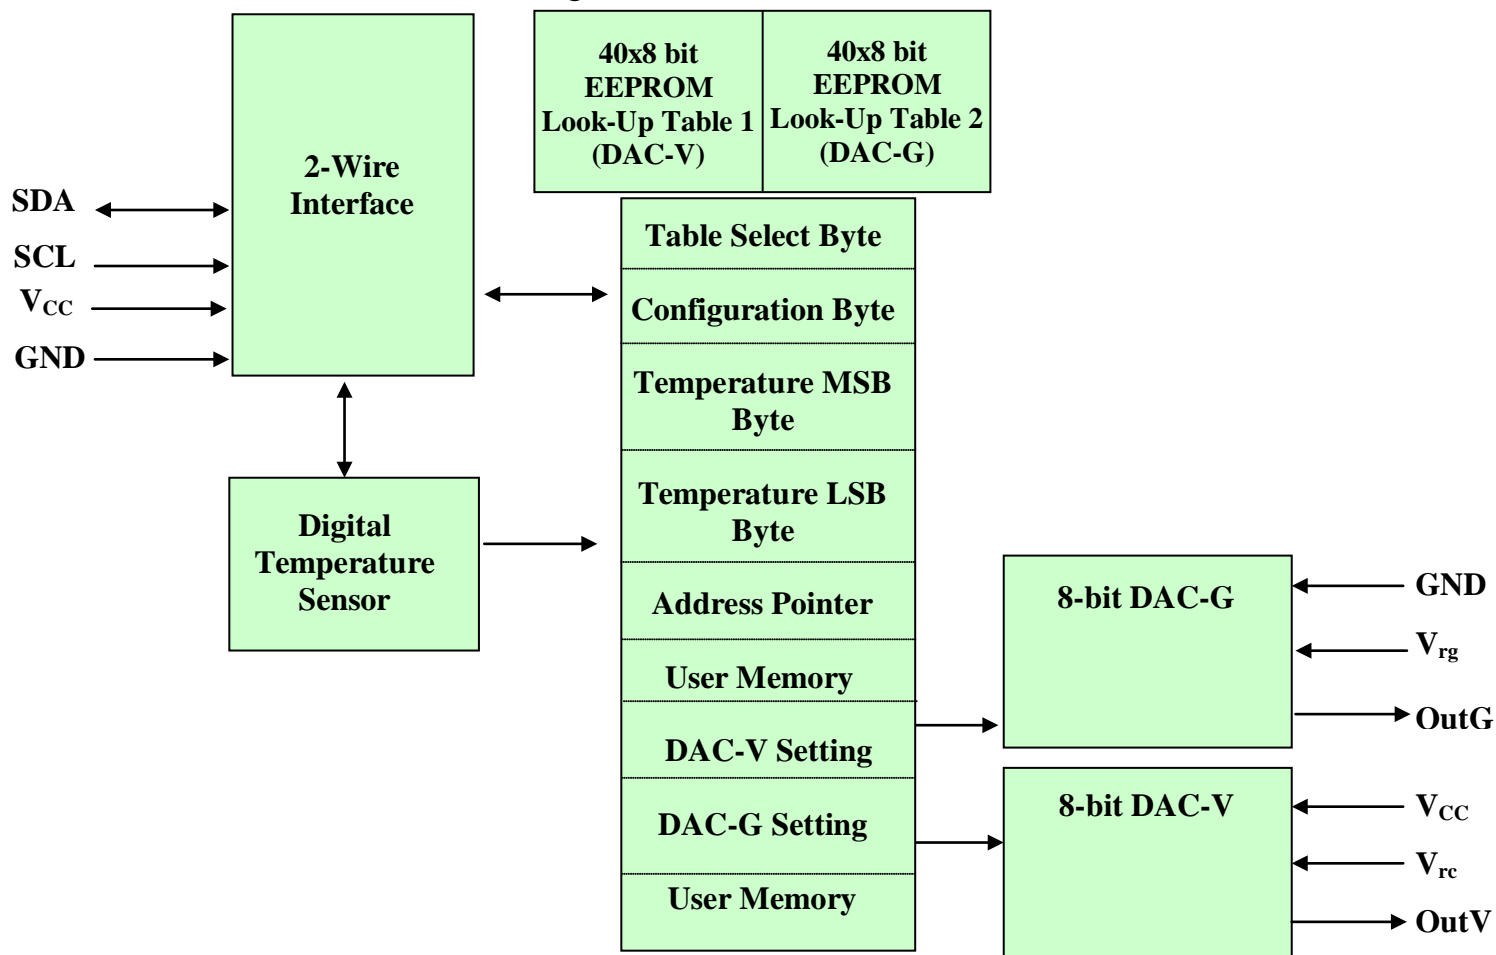 40x8 bit
EEPROM
Look-Up Table 1
(DAC-V)
40x8 bit
EEPROM
Look-Up Table 2
(DAC-G)
2-Wire
Interface
SDA
SCL
VCC
GND
Table Select Byte
Configuration Byte
Temperature MSB
Byte
Temperature LSB
Byte
Address Pointer
User Memory
DAC-V Setting
DAC-G Setting
User Memory
Digital
Temperature
Sensor
8-bit DAC-G
GND
Vrg
OutG
8-bit DAC-V
VCC
Vrc
OutV